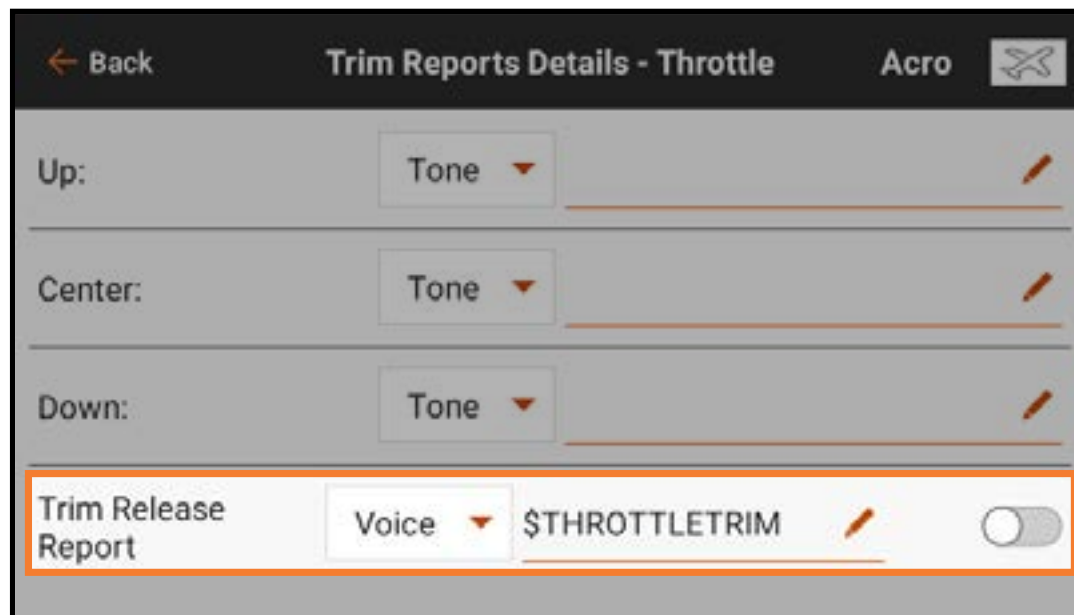 Back Trim Reports Details - Throttle Acro
Up: Tone
Center: Tone
Down: Tone
Trim Release
Report Voice $THROTTLETRIM